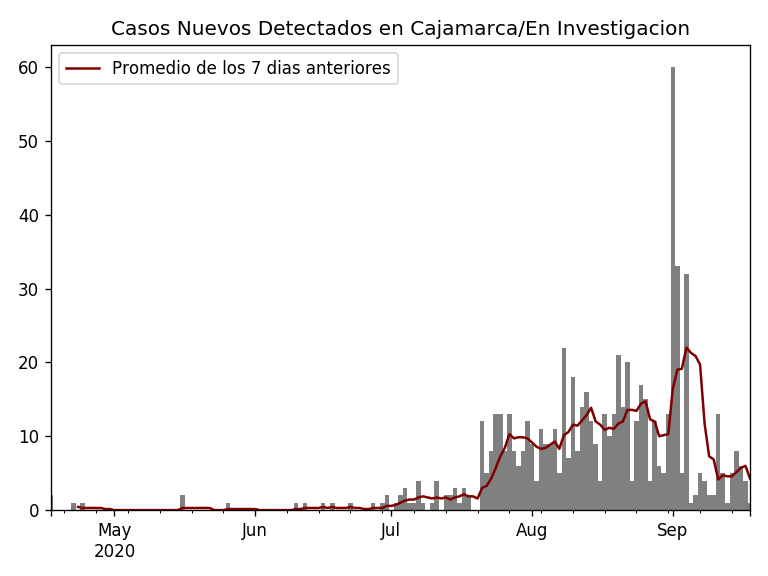 Casos Nuevos Detectados en Cajamarca/En Investigacion
Promedio de los 7 dias anteriores
60
50
40
30
20
10
0
May Jun Jul Aug Sep
2020